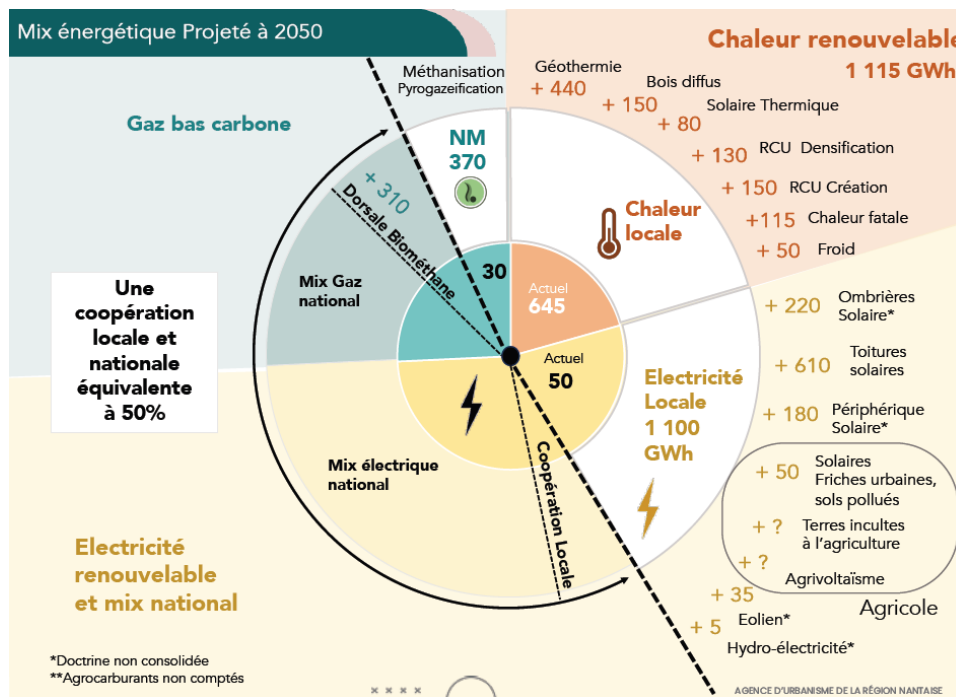 Mix énergétique Projeté à 2050
Chaleur renouvelable
1 115 GWh
Méthanisation
Pyrogazeification
Géothermie
+ 440
Bois diffus
+ 150
Solaire Thermique
+ 80
RCU Densification
+ 130
RCU Création
+ 150
Chaleur fatale
+115
Froid
+ 50
Gaz bas carbone
NM
370
+ 310
Dorsale Biométhane
Mix Gaz
national
Chaleur
locale
30
Actuel
645
Actuel
50
Une
coopération
locale et
nationale
équivalente
à 50%
Electricité
Locale
1 100
GWh
+ 220
Ombrières
Solaire*
+ 610
Toitures
solaires
+ 180
Périphérique
Solaire*
+ 50
Solaires
Friches urbaines,
sols pollués
+ ?
Terres incultes
à l'agriculture
+ ?
Agrivoltaïsme
Agricole
+ 35
Eolien*
+ 5
Hydro-électricité*
Mix électrique
national
Coopération Locale
Electricité
renouvelable
et mix national
*Doctrine non consolidée
**Agrocarburants non comptés
AGENCE D'URBANISME DE LA RÉGION NANTAISE